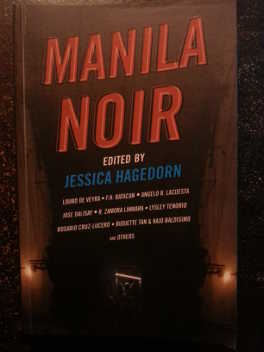 MANILA
NOIR
EDITED BY
JESSICA HAGEDORN
LOURD DE VEYRA • F.H. BATACAN • ANGELO R. LACUESTA
JOSE DALISAY • R. ZAMORA LINMARK • LYSLEY TENORIO
ROSARIO CRUZ-LUCERO • BUDJETTE TAN & KAJO BALDISIMO
AND OTHERS